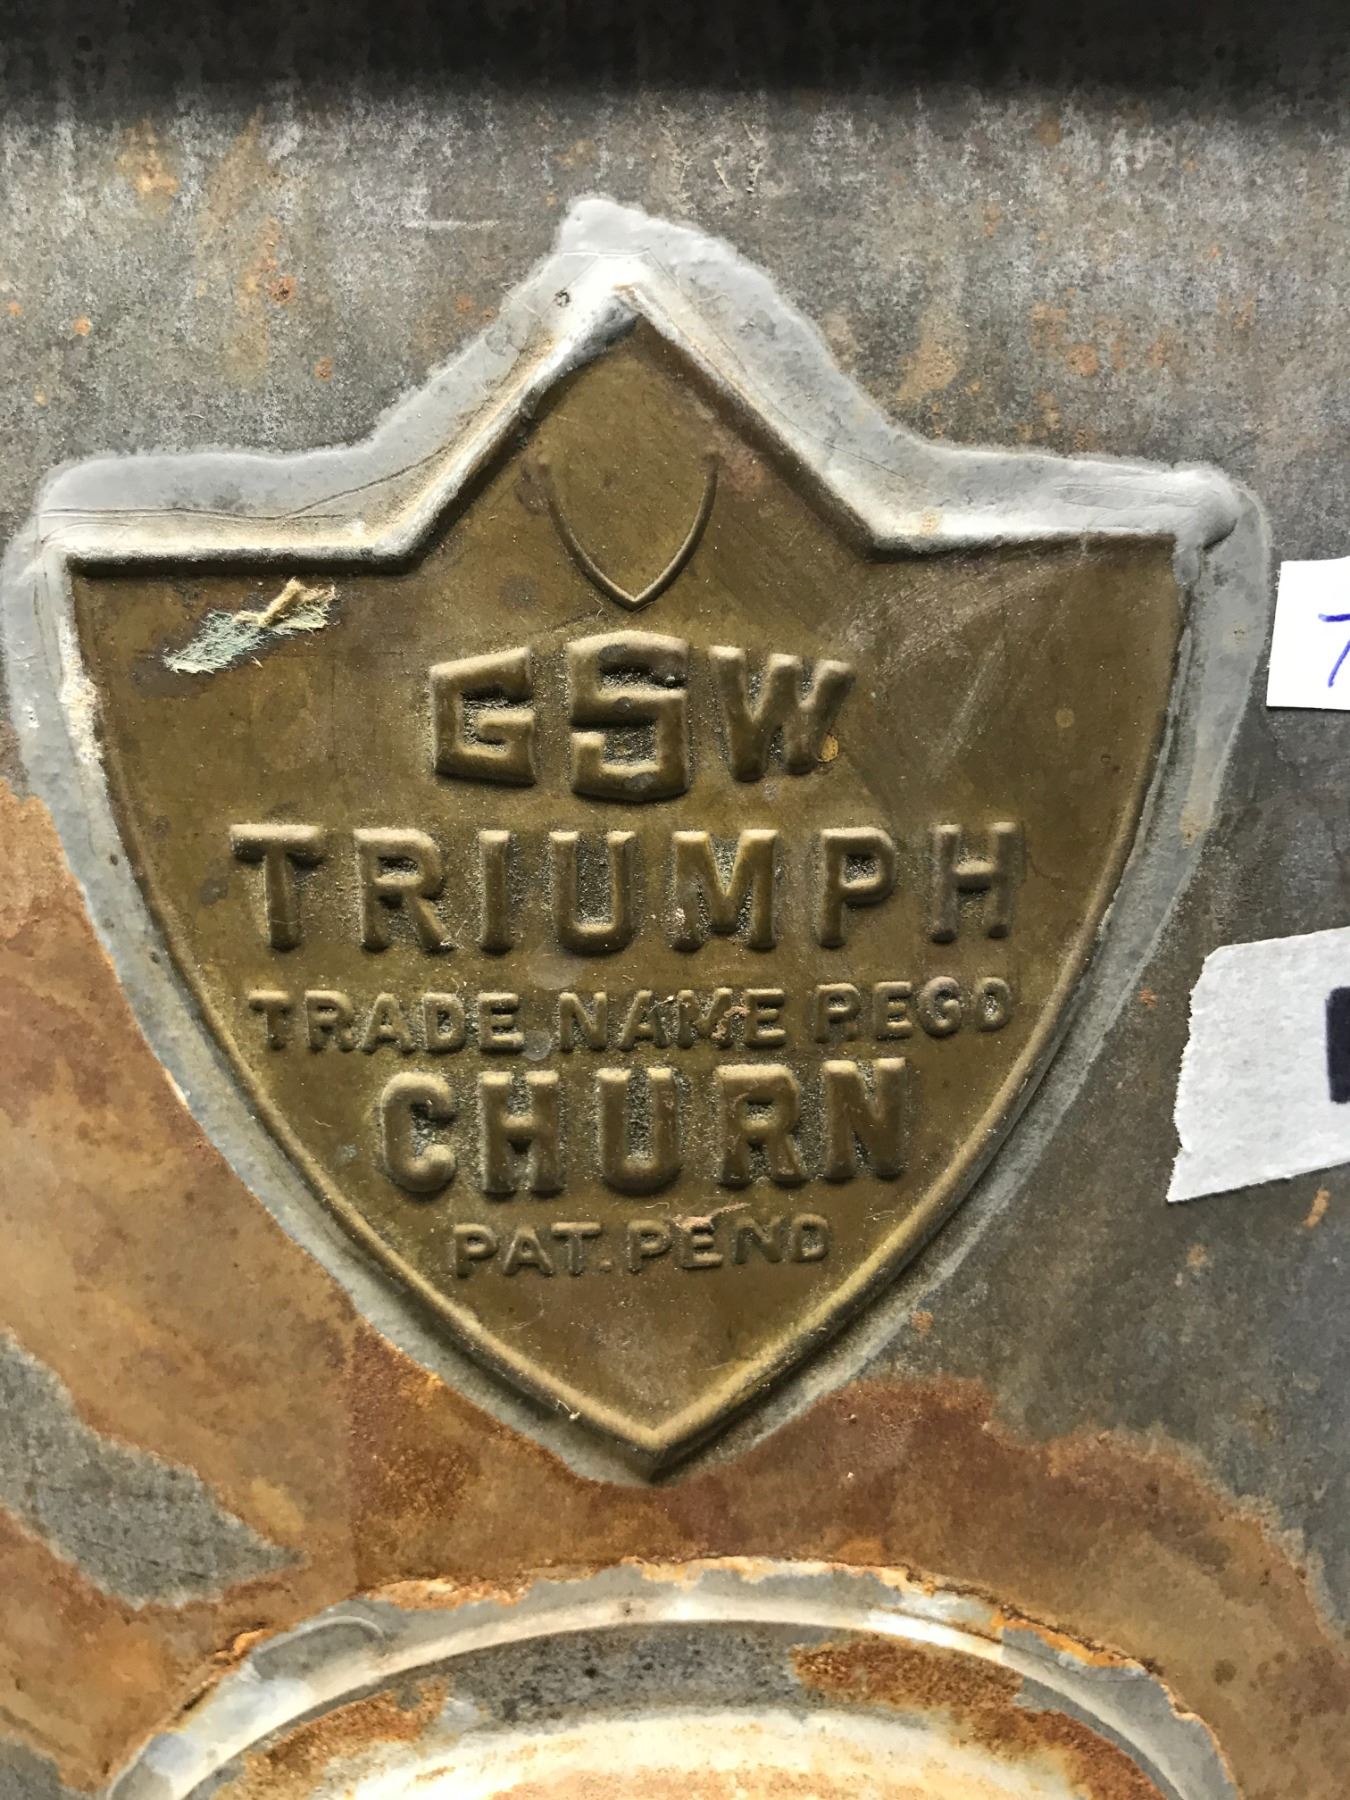 GSW
TRIUMPH
TRADE NAME REGD
CHURN
PAT. PEND